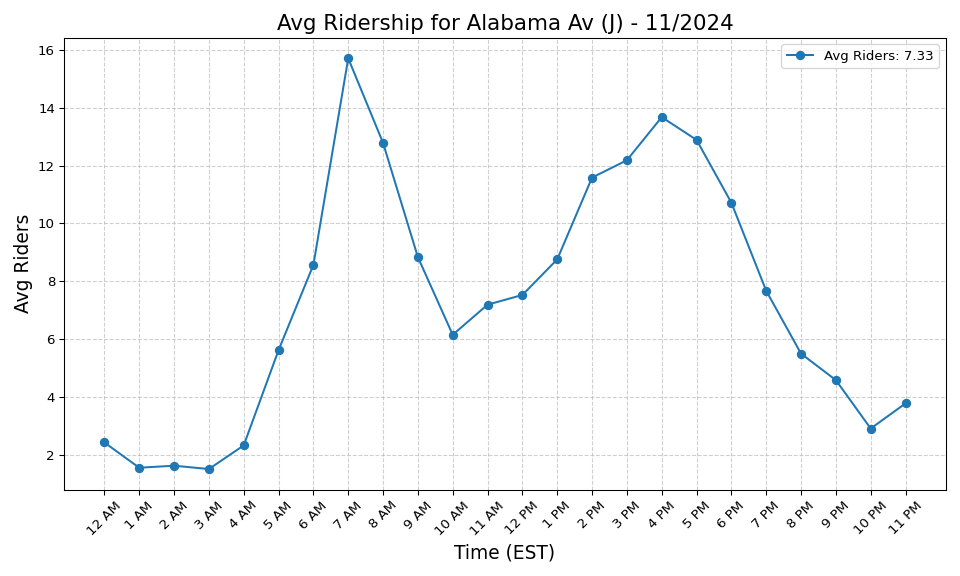 Avg Ridership for Alabama Av (J) - 11/2024
Avg Riders: 7.33
Avg Riders
16
14
12
10
8
6
4
2
12 AM
1 AM
2 AM
3 AM
4 AM
5 AM
6 AM
7 AM
8 AM
9 AM
10 AM
11 AM
12 PM
1 PM
2 PM
3 PM
4 PM
5 PM
6 PM
7 PM
8 PM
9 PM
10 PM
11 PM
Time (EST)